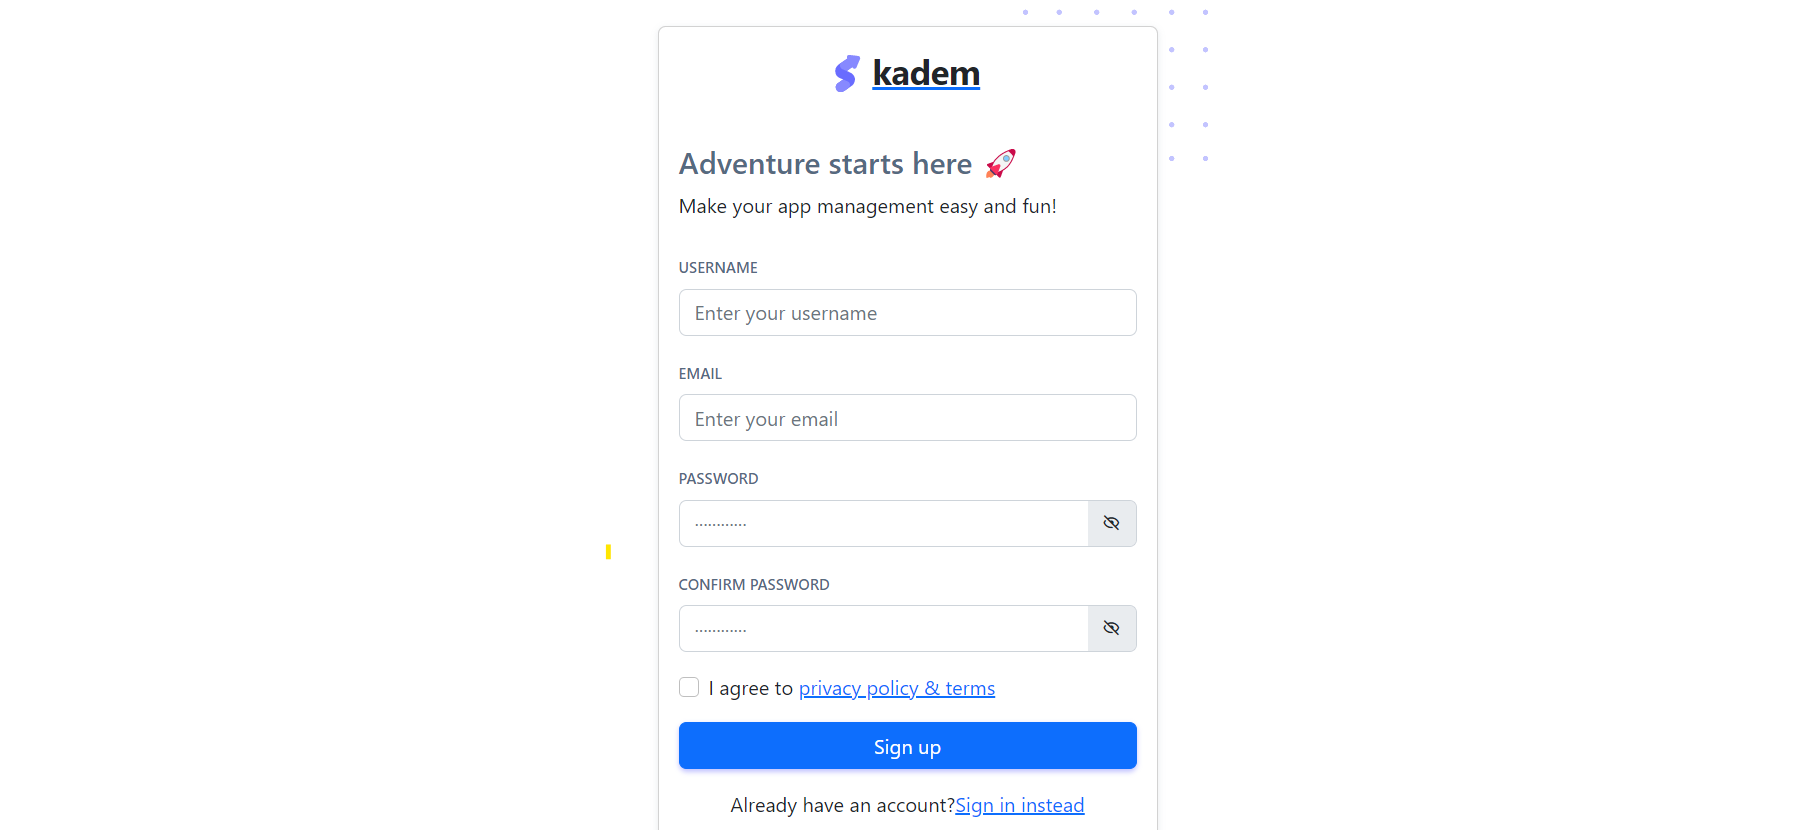 kadem
Adventure starts here 🚀
Make your app management easy and fun!
USERNAME
Enter your username
EMAIL
Enter your email
PASSWORD
············
CONFIRM PASSWORD
············
I agree to privacy policy & terms
Sign up
Already have an account?Sign in instead